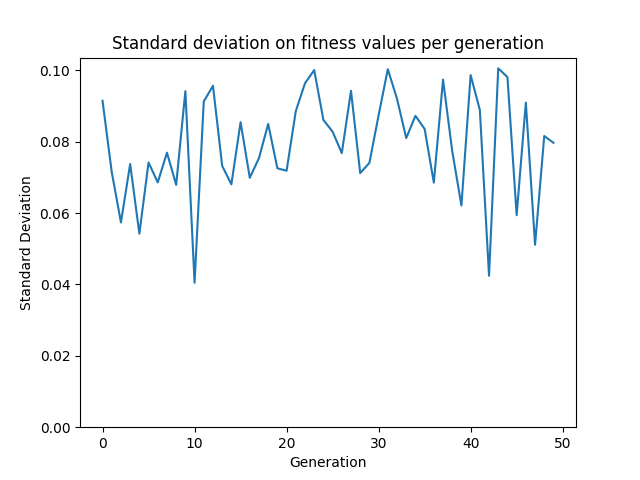 Standard deviation on fitness values per generation
Standard Deviation
0.10
0.08
0.06
0.04
0.02
0.00
0 10 20 30 40 50
Generation